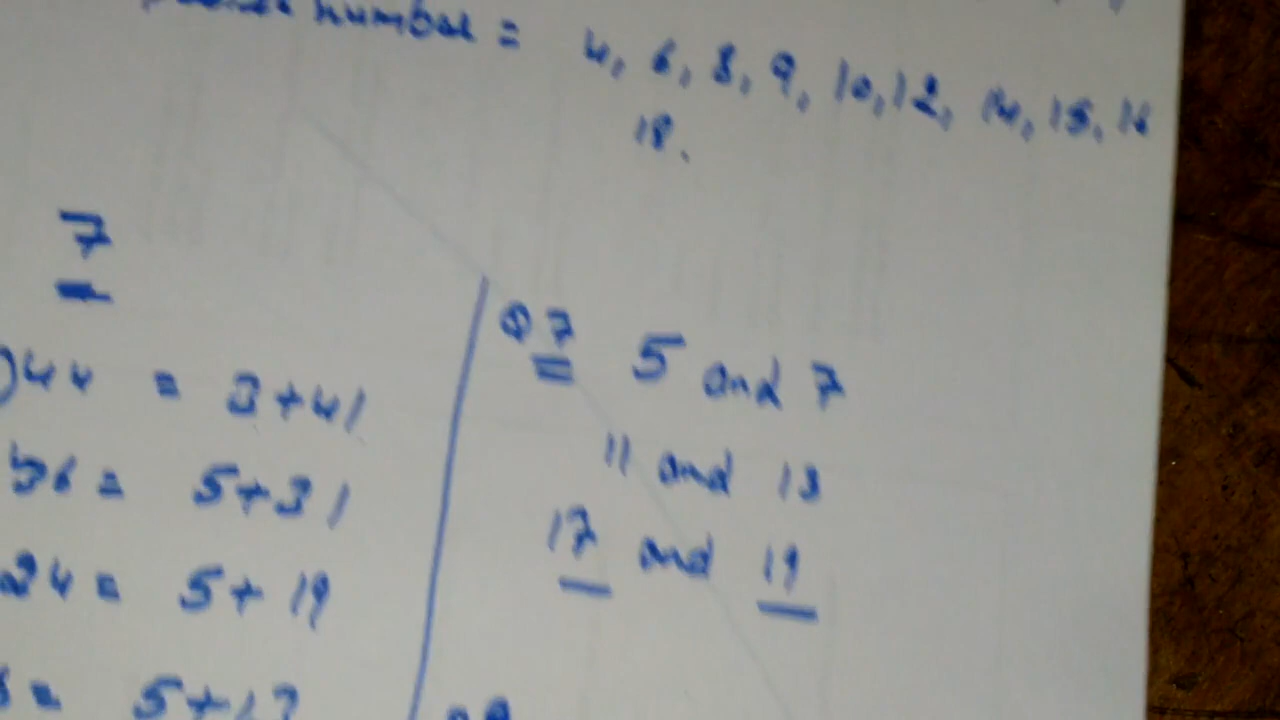 number = 4, 6, 8, 9, 10, 12, 14, 15, 16
18.
7
)44 = 3+41
36 = 5+31
24 = 5+19
= 5+13
Q7 5 and 7
11 and 13
17 and 19